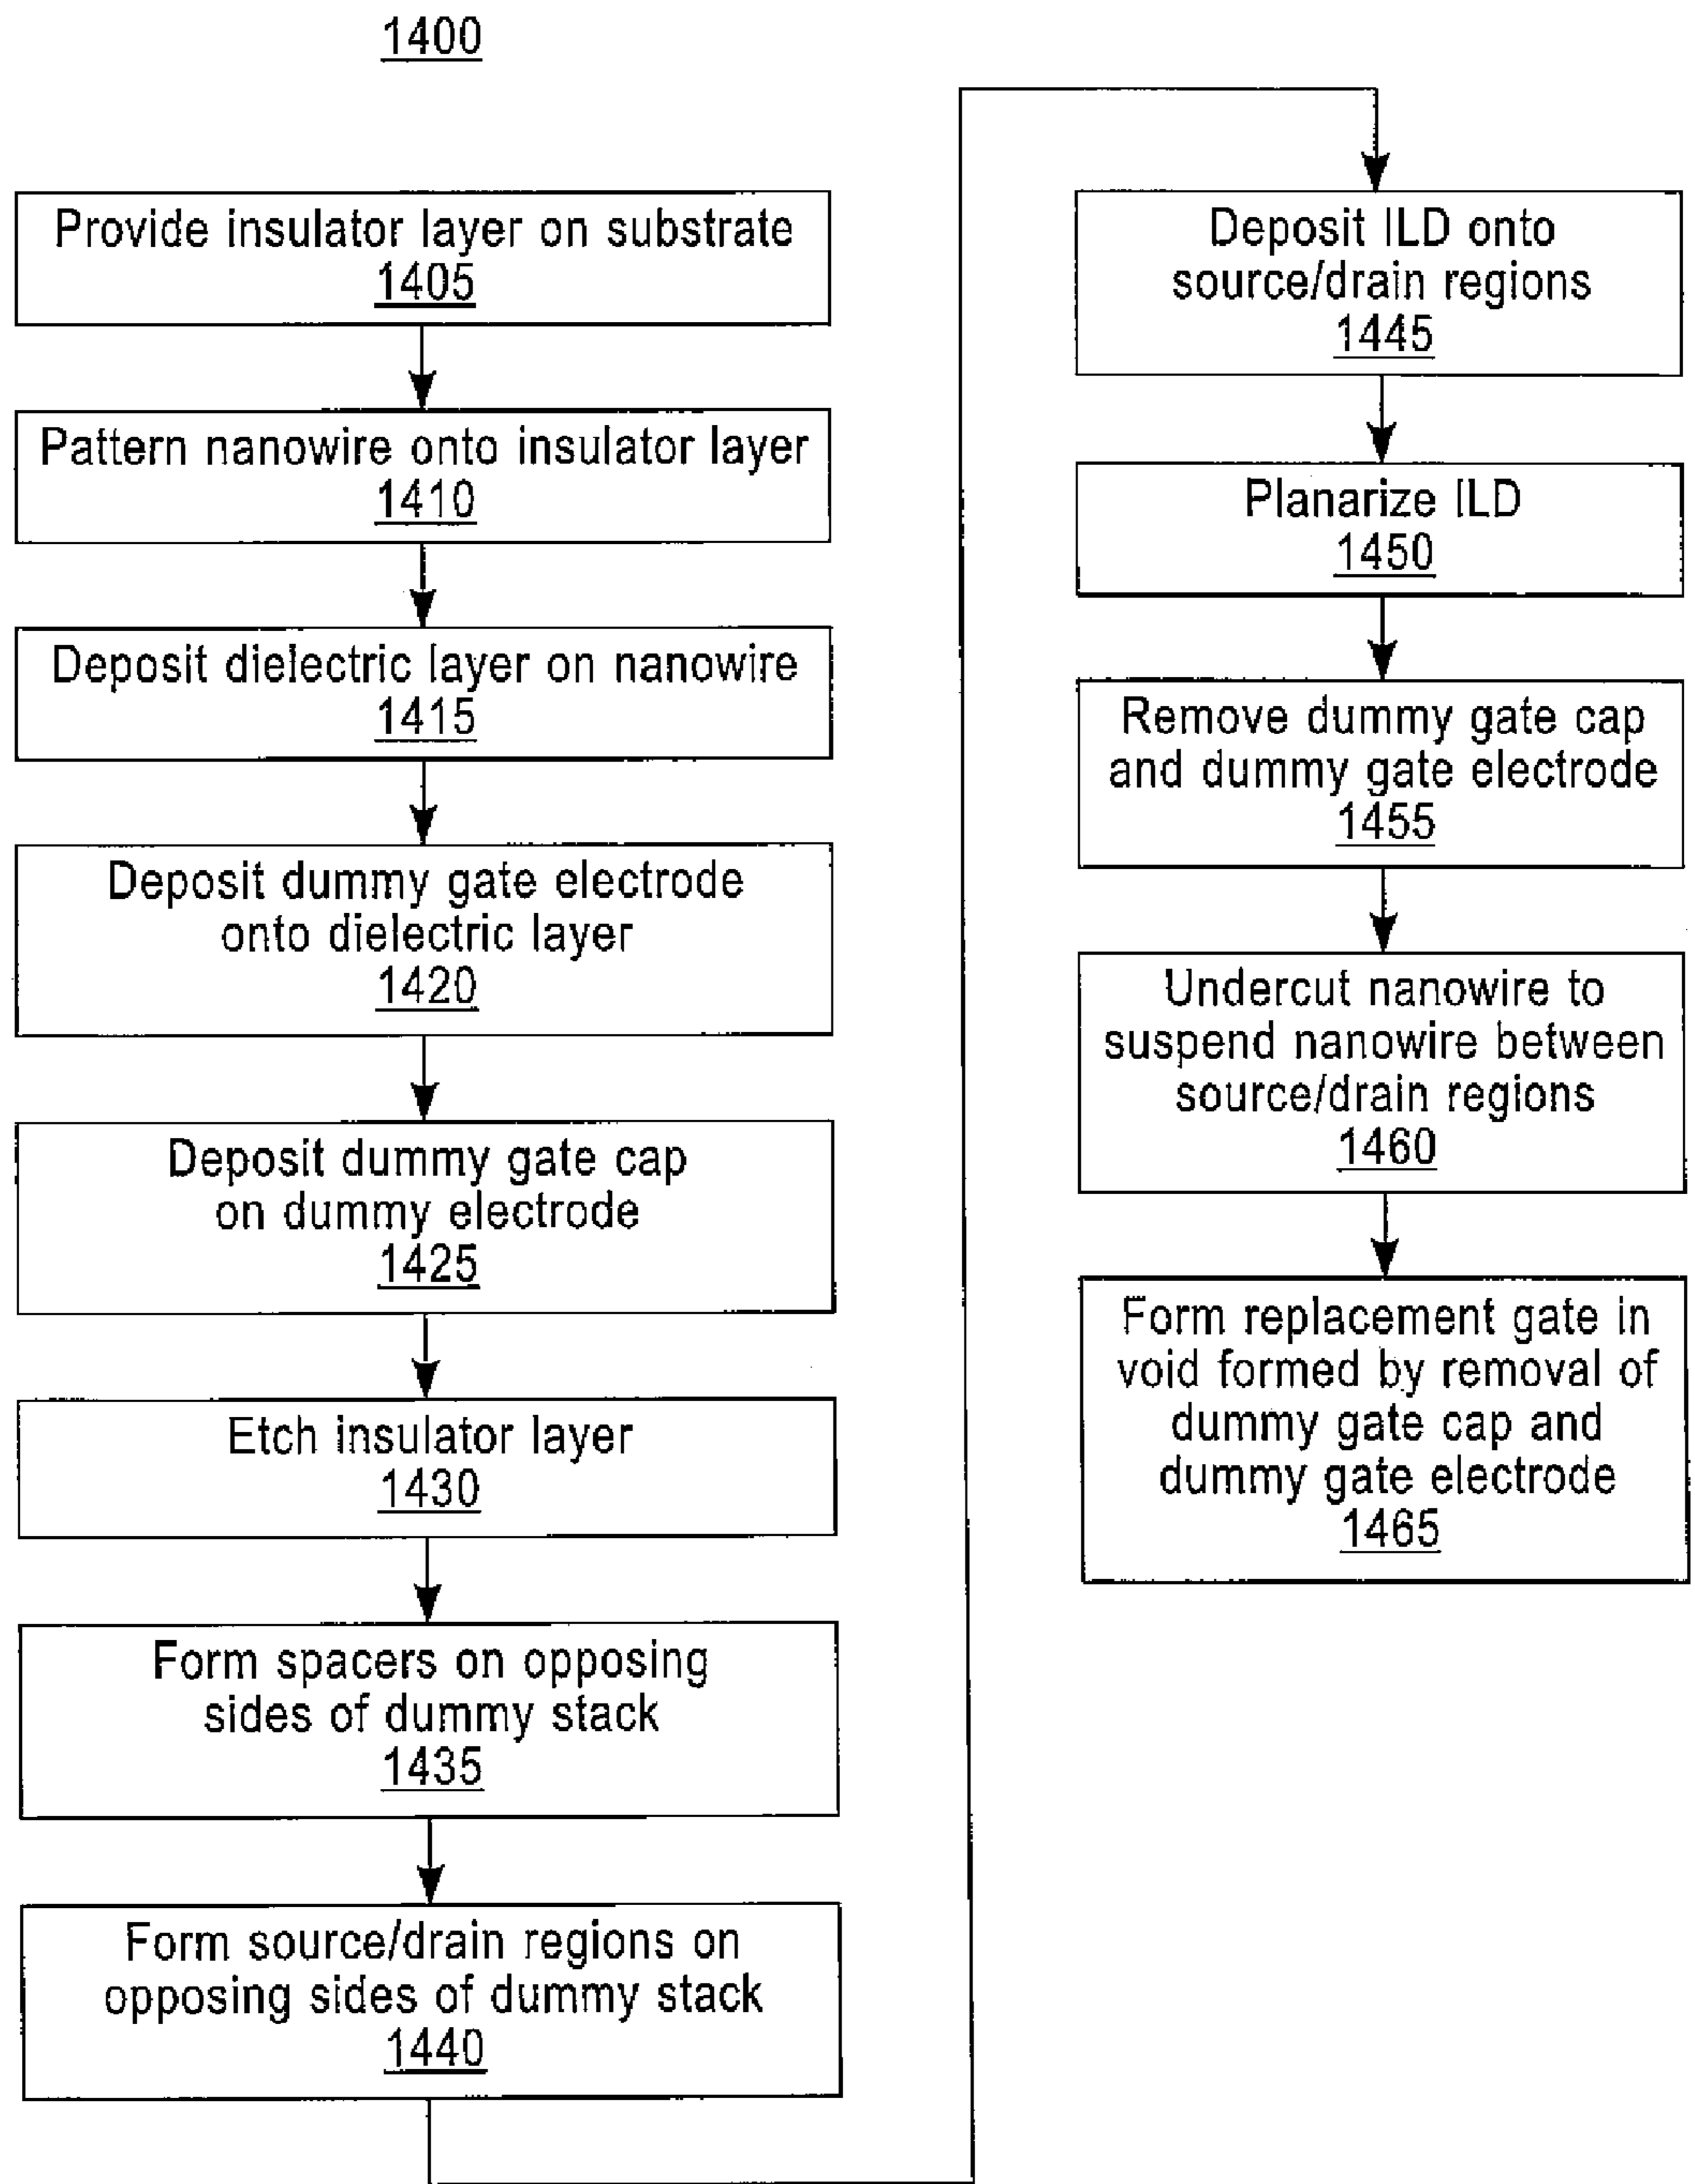 1400
Provide insulator layer on substrate
1405
Pattern nanowire onto insulator layer
1410
Deposit dielectric layer on nanowire
1415
Deposit dummy gate electrode
onto dielectric layer
1420
Deposit dummy gate cap
on dummy electrode
1425
Etch insulator layer
1430
Form spacers on opposing
sides of dummy stack
1435
Form source/drain regions on
opposing sides of dummy stack
1440
Deposit ILD onto
source/drain regions
1445
Planarize ILD
1450
Remove dummy gate cap
and dummy gate electrode
1455
Undercut nanowire to
suspend nanowire between
source/drain regions
1460
Form replacement gate in
void formed by removal of
dummy gate cap and
dummy gate electrode
1465